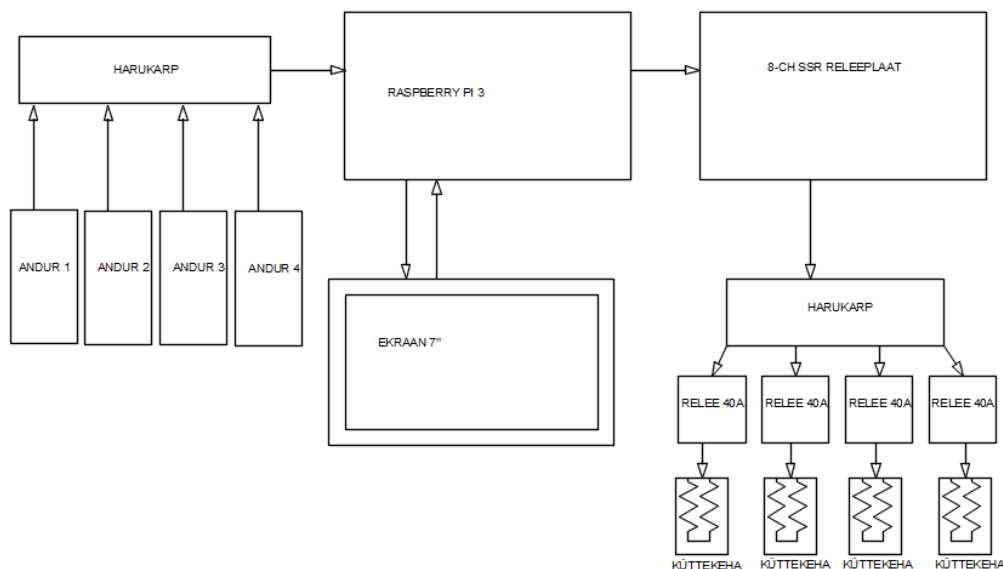 HARUKARP
RASPBERRY PI 3
8-CH SSR RELEEPLAAT
ANDUR 1
ANDUR 2
ANDUR 3
ANDUR 4
EKRAAN 7"
HARUKARP
RELEE 40A
RELEE 40A
RELEE 40A
RELEE 40A
KÜTTEKEHA
KÜTTEKEHA
KÜTTEKEHA
KÜTTEKEHA